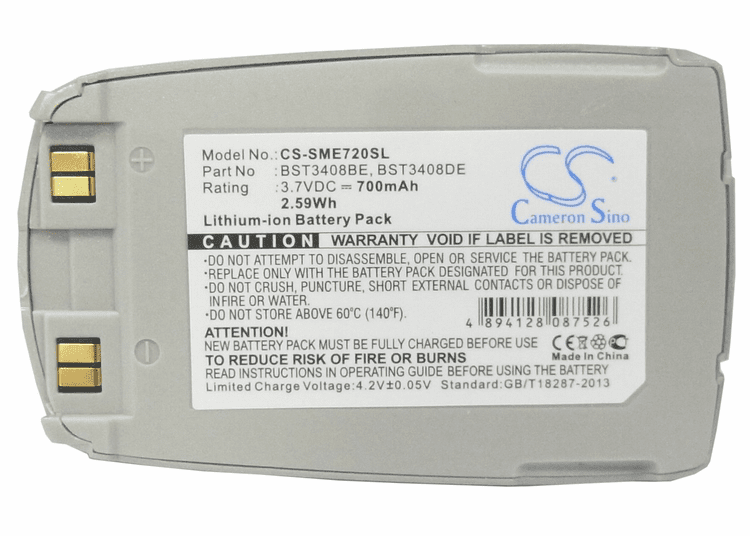 Model No.: CS-SME720SL
Part No : BST3408BE, BST3408DE
Rating : 3.7VDC 700mAh
2.59Wh
Lithium-ion Battery Pack
CS
Cameron Sino
CAUTION WARRANTY VOID IF LABEL IS REMOVED
•DO NOT ATTEMPT TO DISASSEMBLE, OPEN OR SERVICE THE BATTERY PACK.
•REPLACE ONLY WITH THE CORRECT BATTERY DESIGNED FOR THIS PRODUCT.
•DO NOT CRUSH, PUNCTURE, SHORT EXTERNAL CONTACTS OR DISPOSE OF
INFIRE OR WATER.
•DO NOT STORE ABOVE 60℃ (140℉).
4 894128 087526
CE
Made In China
ATTENTION:
NEW BATTERY PACK MUST BE FULLY CHARGED BEFORE USE.
TO REDUCE RISK OF FIRE OR BURNS
READ INSTRUCTIONS IN OPERATING GUIDE BEFORE USING BATTERY
Limited Charge Voltage:4.2V±0.05V Standard:GB/T18287-2013